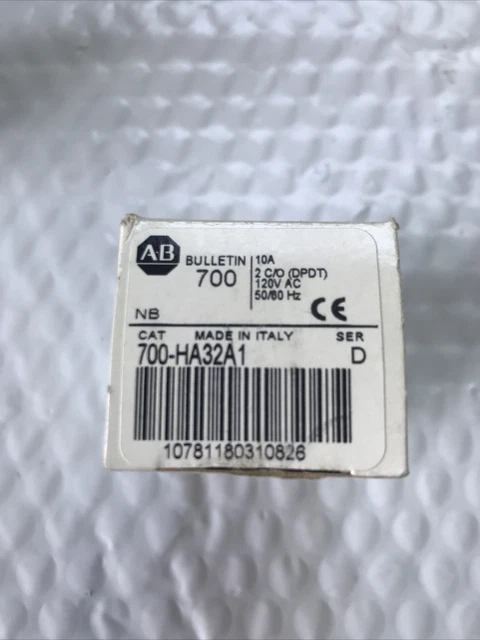 AB
BULLETIN
700
10A
2 C/O (DPDT)
120V AC
50/60 Hz
CE
NB
CAT MADE IN ITALY SER
700-HA32A1 D
10781180310826